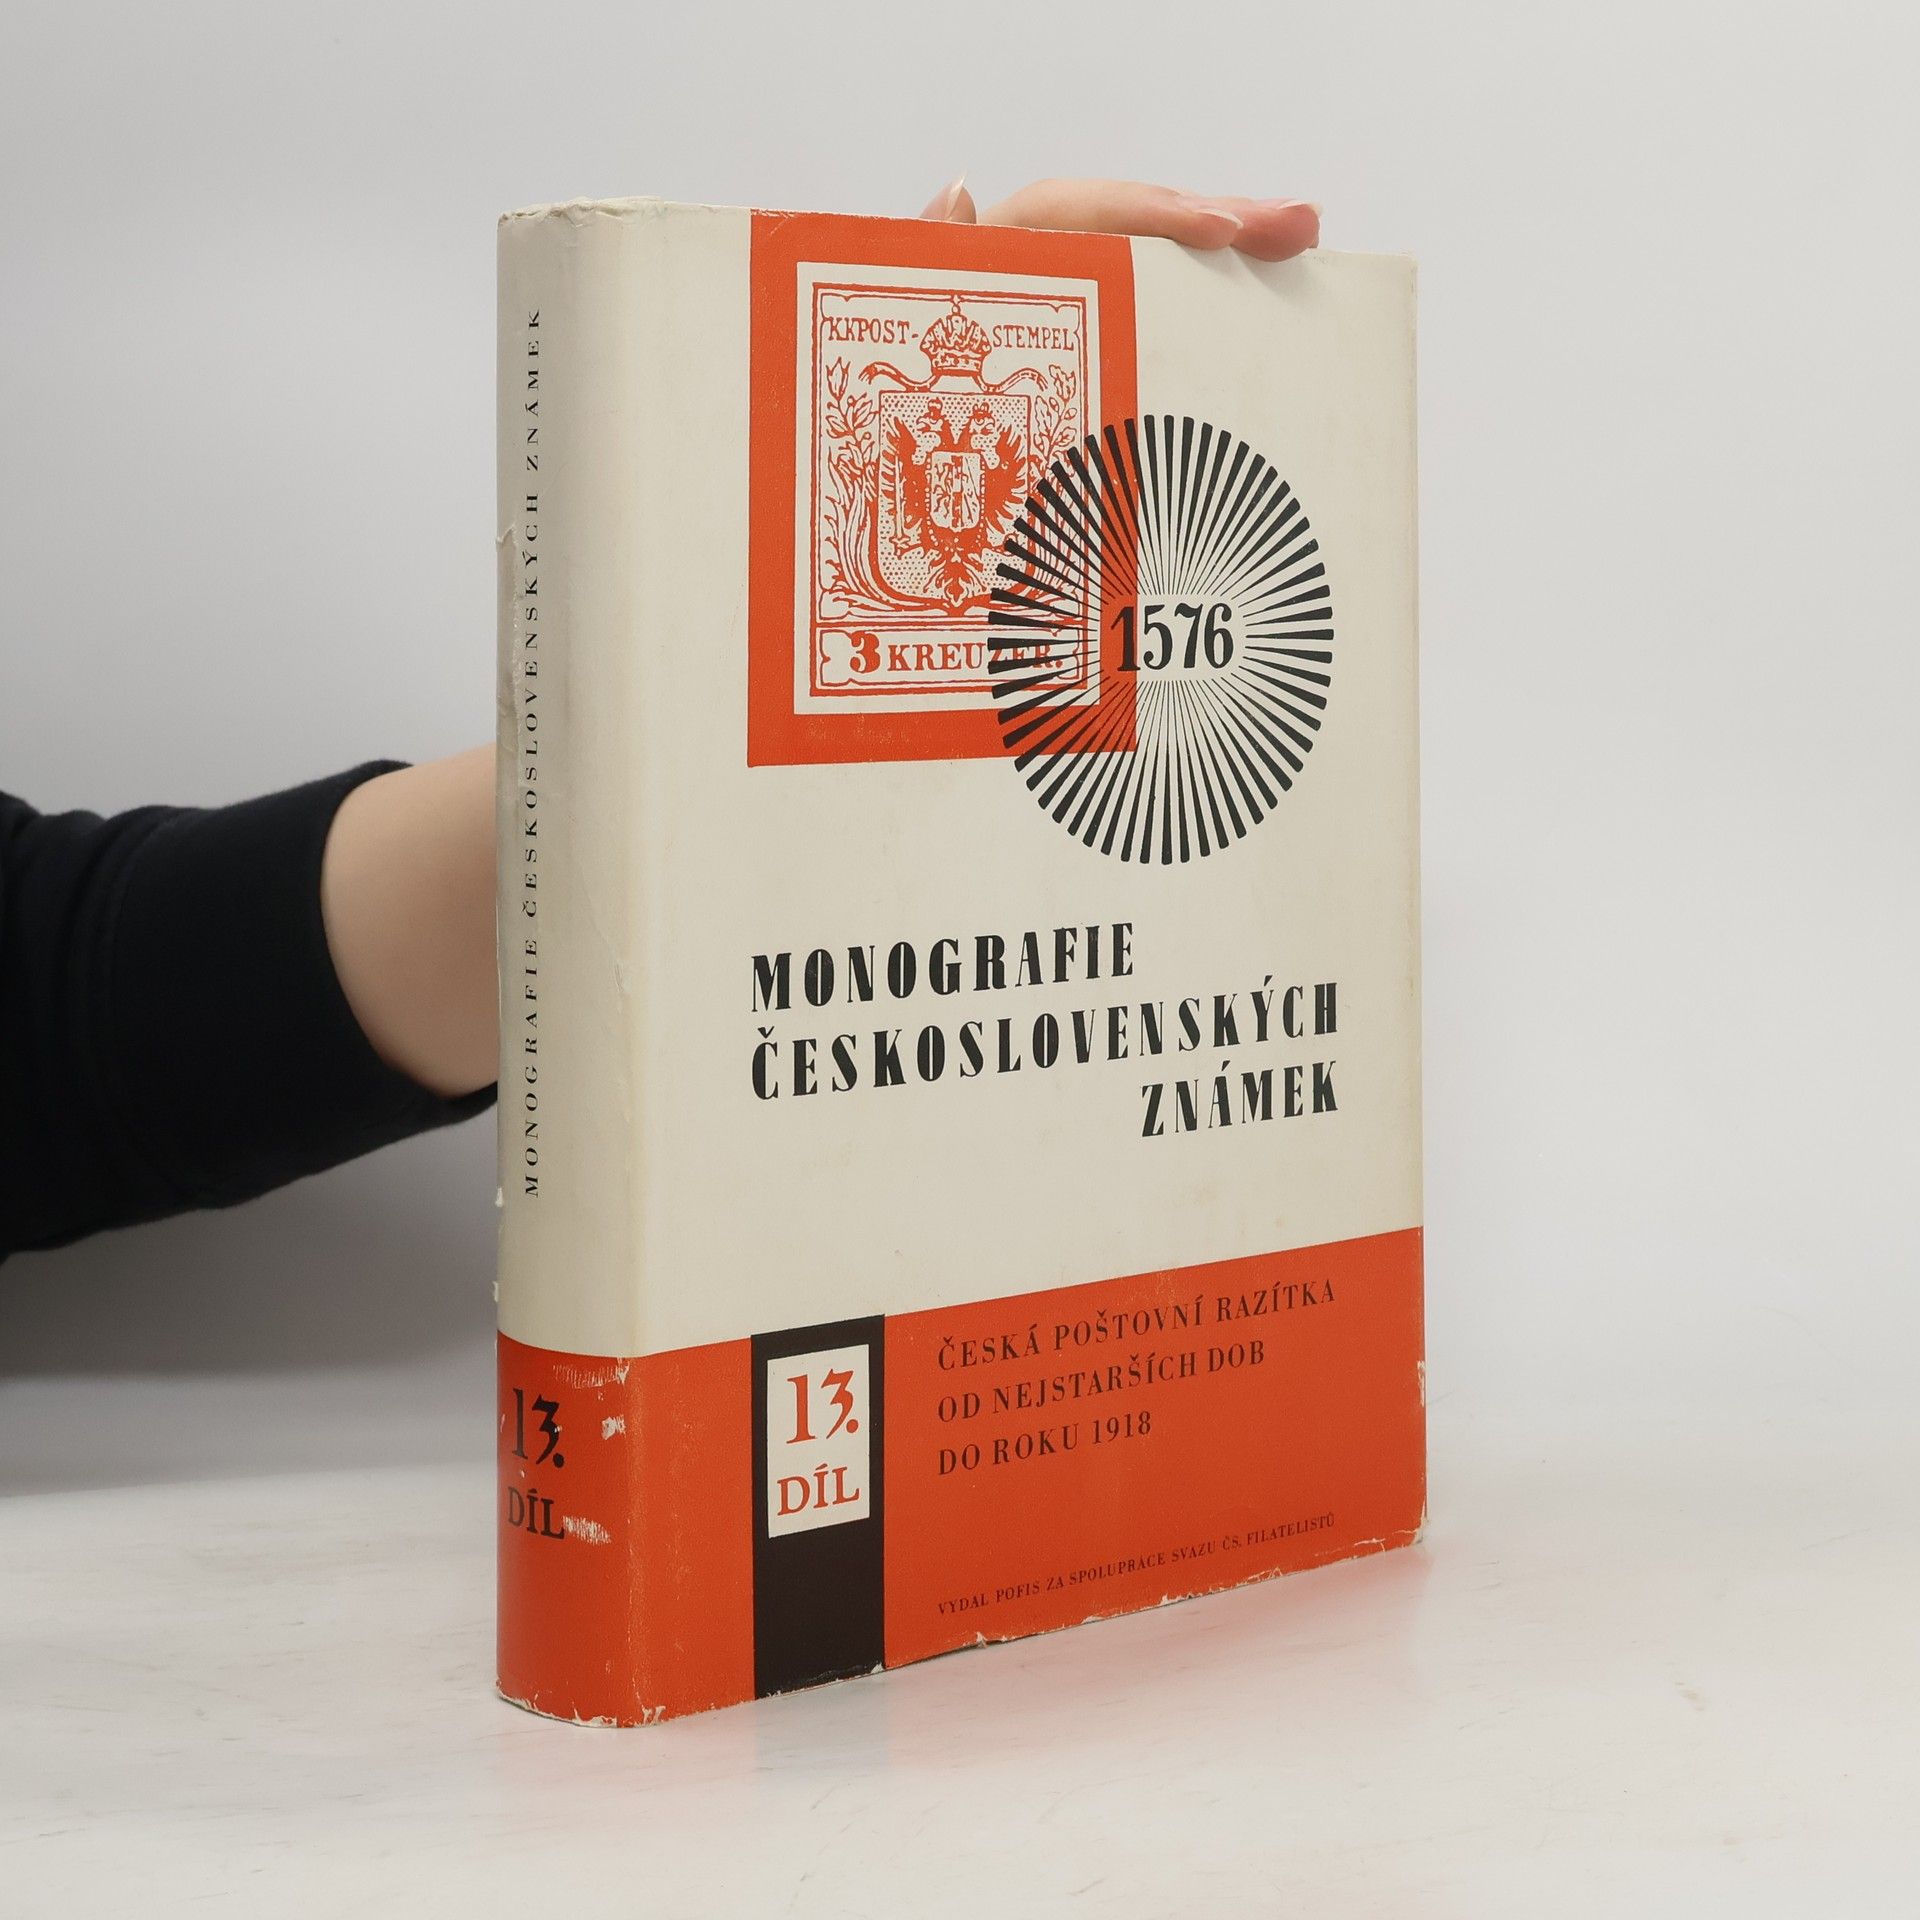 MONOGRAFIE ČESKOSLOVENSKÝCH ZNÁMEK
13.
DÍL
KKPOST-STEMPEL
3 KREUZER.
1576
MONOGRAFIE
ČESKOSLOVENSKÝCH
ZNÁMEK
13.
DÍL
ČESKÁ POŠTOVNÍ RAZÍTKA
OD NEJSTARŠÍCH DOB
DO ROKU 1918
VYDAL POFIS ZA SPOLUPRÁCE SVAZU ČS. FILATELISTŮ